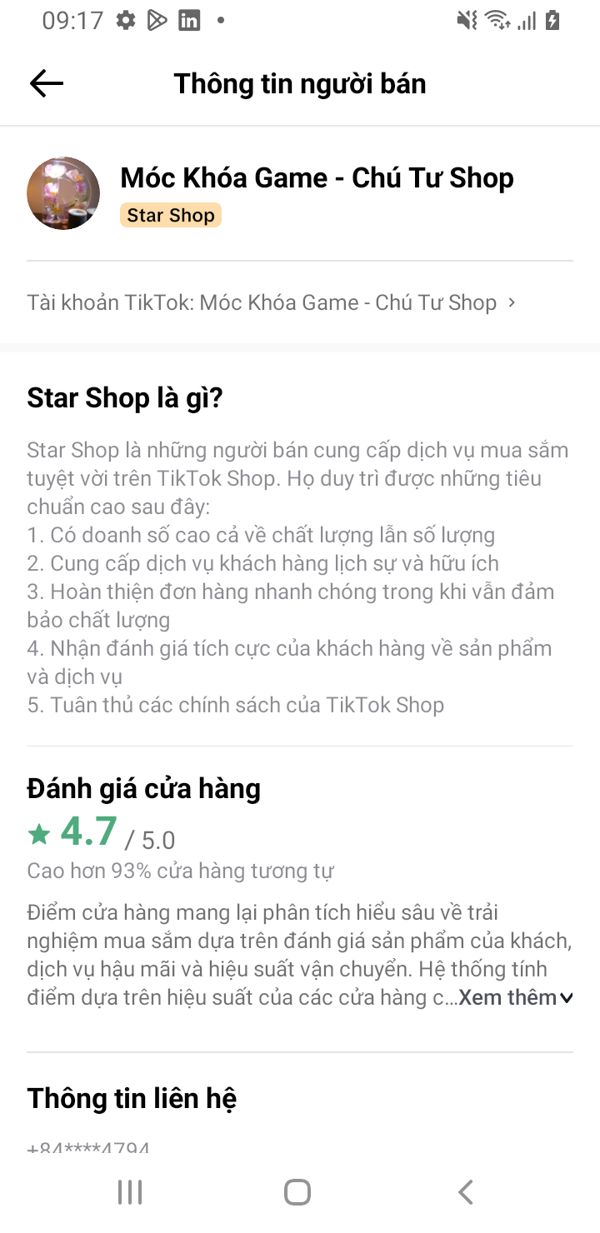 09:17
Thông tin người bán
Móc Khóa Game - Chú Tư Shop
Star Shop
Tài khoản TikTok: Móc Khóa Game - Chú Tư Shop
Star Shop là gì?
Star Shop là những người bán cung cấp dịch vụ mua sắm
tuyệt vời trên TikTok Shop. Họ duy trì được những tiêu
chuẩn cao sau đây:
1. Có doanh số cao cả về chất lượng lẫn số lượng
2. Cung cấp dịch vụ khách hàng lịch sự và hữu ích
3. Hoàn thiện đơn hàng nhanh chóng trong khi vẫn đảm
bảo chất lượng
4. Nhận đánh giá tích cực của khách hàng về sản phẩm
và dịch vụ
5. Tuân thủ các chính sách của TikTok Shop
Đánh giá cửa hàng
4.7 / 5.0
Cao hơn 93% cửa hàng tương tự
Điểm cửa hàng mang lại phân tích hiểu sâu về trải
nghiệm mua sắm dựa trên đánh giá sản phẩm của khách,
dịch vụ hậu mãi và hiệu suất vận chuyển. Hệ thống tính
điểm dựa trên hiệu suất của các cửa hàng c...Xem thêm
Thông tin liên hệ
+84****4794